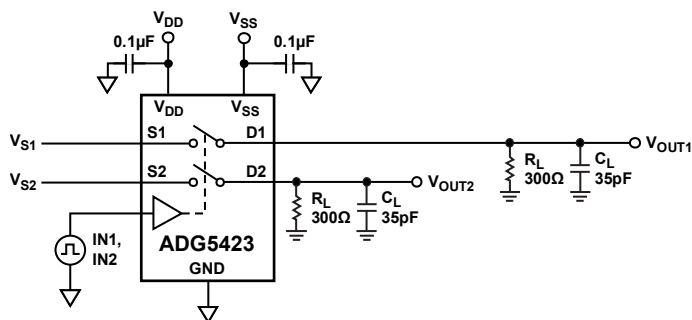 VDD
VSS
0.1µF
0.1µF
VDD
VSS
VS1
S1
D1
VOUT1
VS2
S2
D2
VOUT2
RL
300Ω
CL
35pF
RL
300Ω
CL
35pF
IN1,
IN2
ADG5423
GND